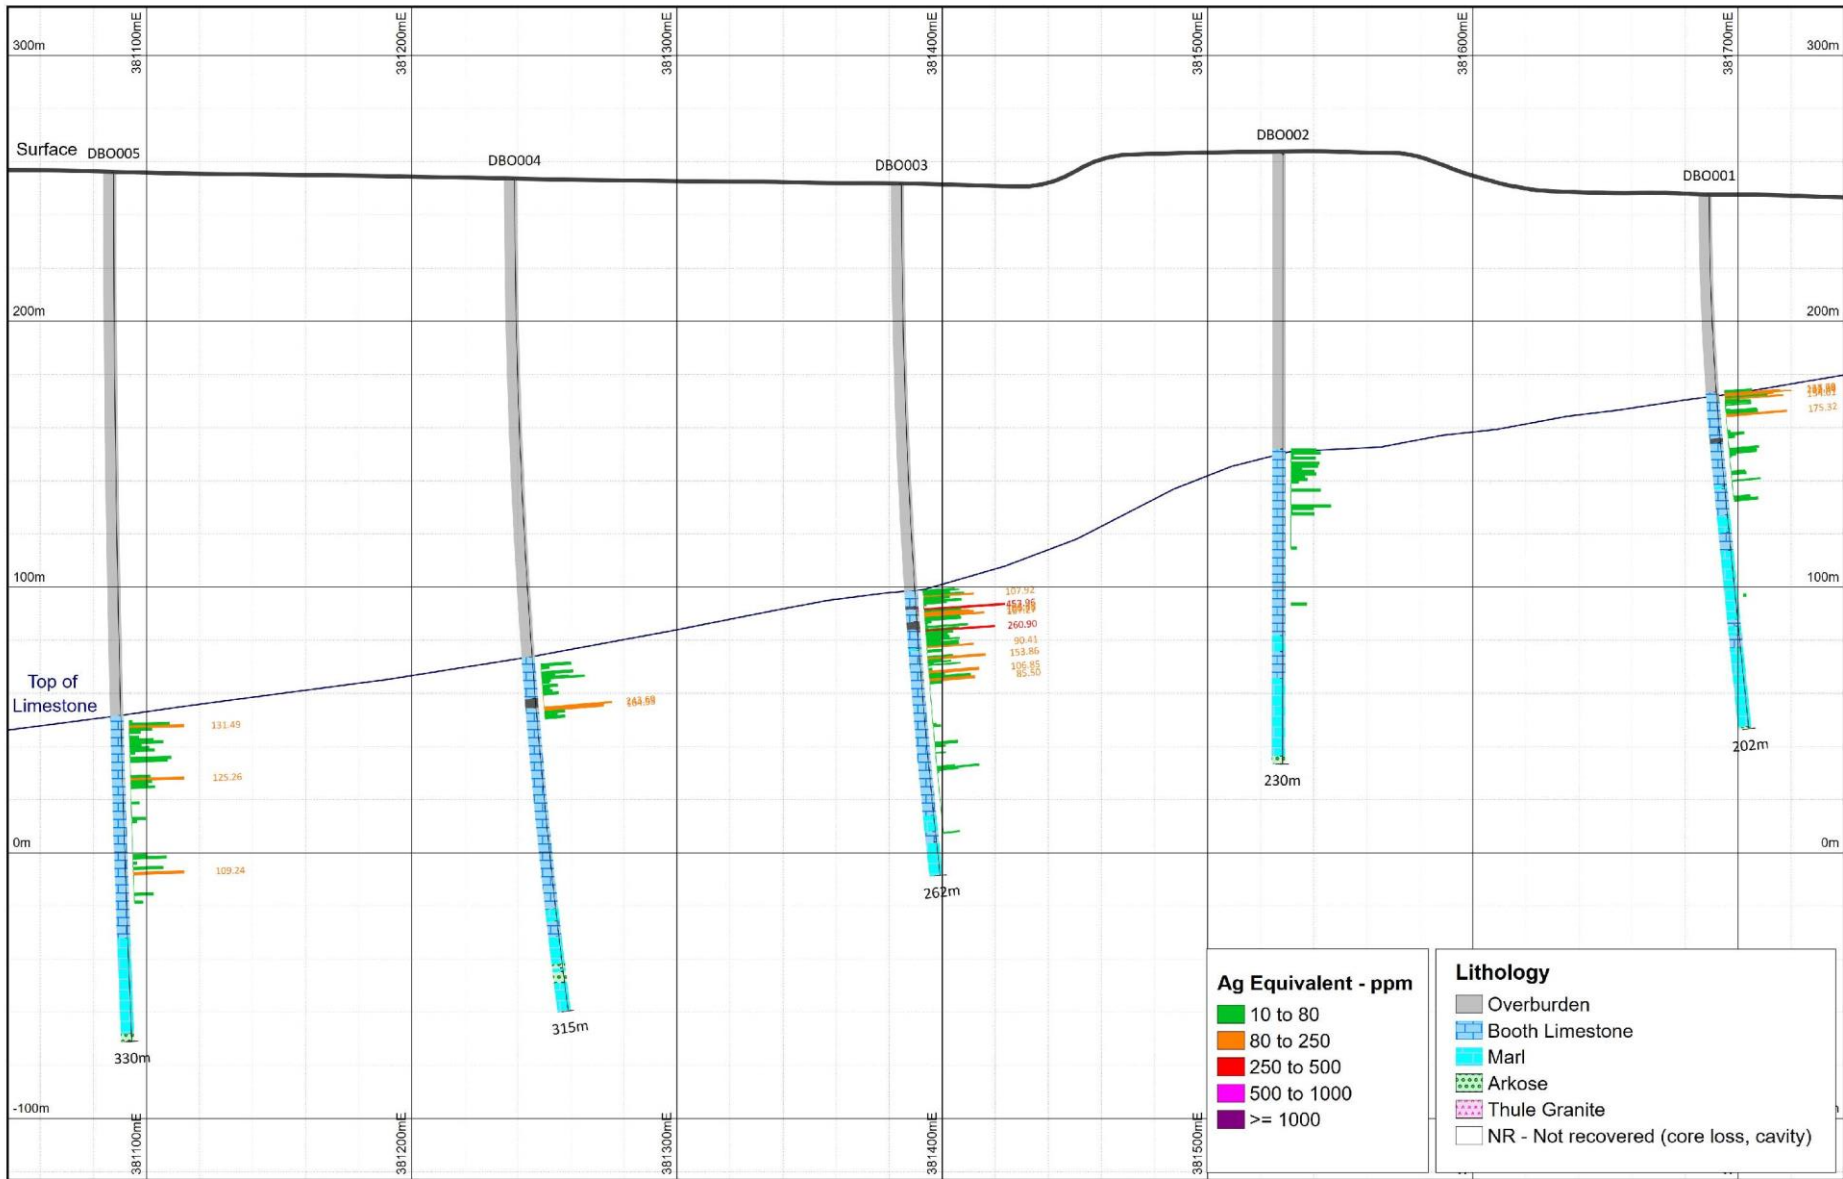 381100mE
381200mE
381300mE
381400mE
381500mE
381600mE
381700mE
300m
300m
Surface
DBO005
DBO004
DBO003
DBO002
DBO001
200m
200m
175.32
100m
100m
107.92
453.96
260.90
90.41
153.86
106.85
85.50
Top of
Limestone
131.49
125.26
109.24
0m
0m
202m
230m
262m
315m
330m
-100m
381100mE
381200mE
381300mE
381400mE
381500mE
Ag Equivalent - ppm
10 to 80
80 to 250
250 to 500
500 to 1000
>= 1000
Lithology
Overburden
Booth Limestone
Marl
Arkose
Thule Granite
NR - Not recovered (core loss, cavity)